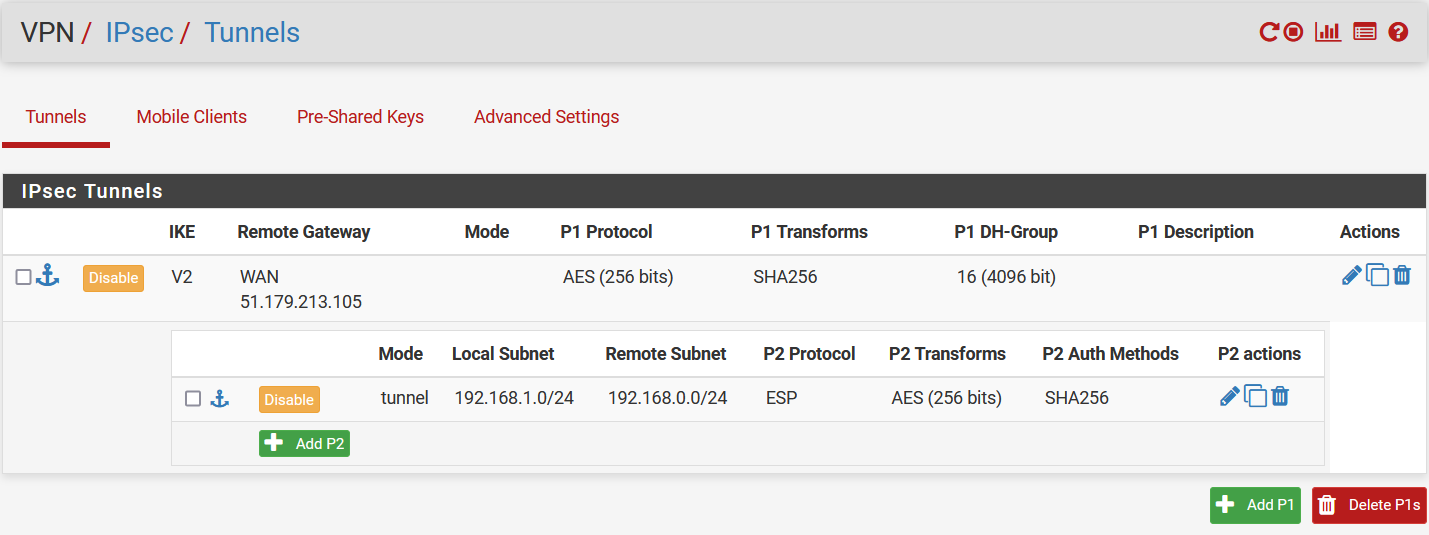 VPN / IPsec / Tunnels
Tunnels Mobile Clients Pre-Shared Keys Advanced Settings
IPsec Tunnels
IKE Remote Gateway Mode P1 Protocol P1 Transforms P1 DH-Group P1 Description Actions
Disable V2 WAN AES (256 bits) SHA256 16 (4096 bit)
51.179.213.105
Mode Local Subnet Remote Subnet P2 Protocol P2 Transforms P2 Auth Methods P2 actions
Disable tunnel 192.168.1.0/24 192.168.0.0/24 ESP AES (256 bits) SHA256
Add P2
Add P1 Delete P1s